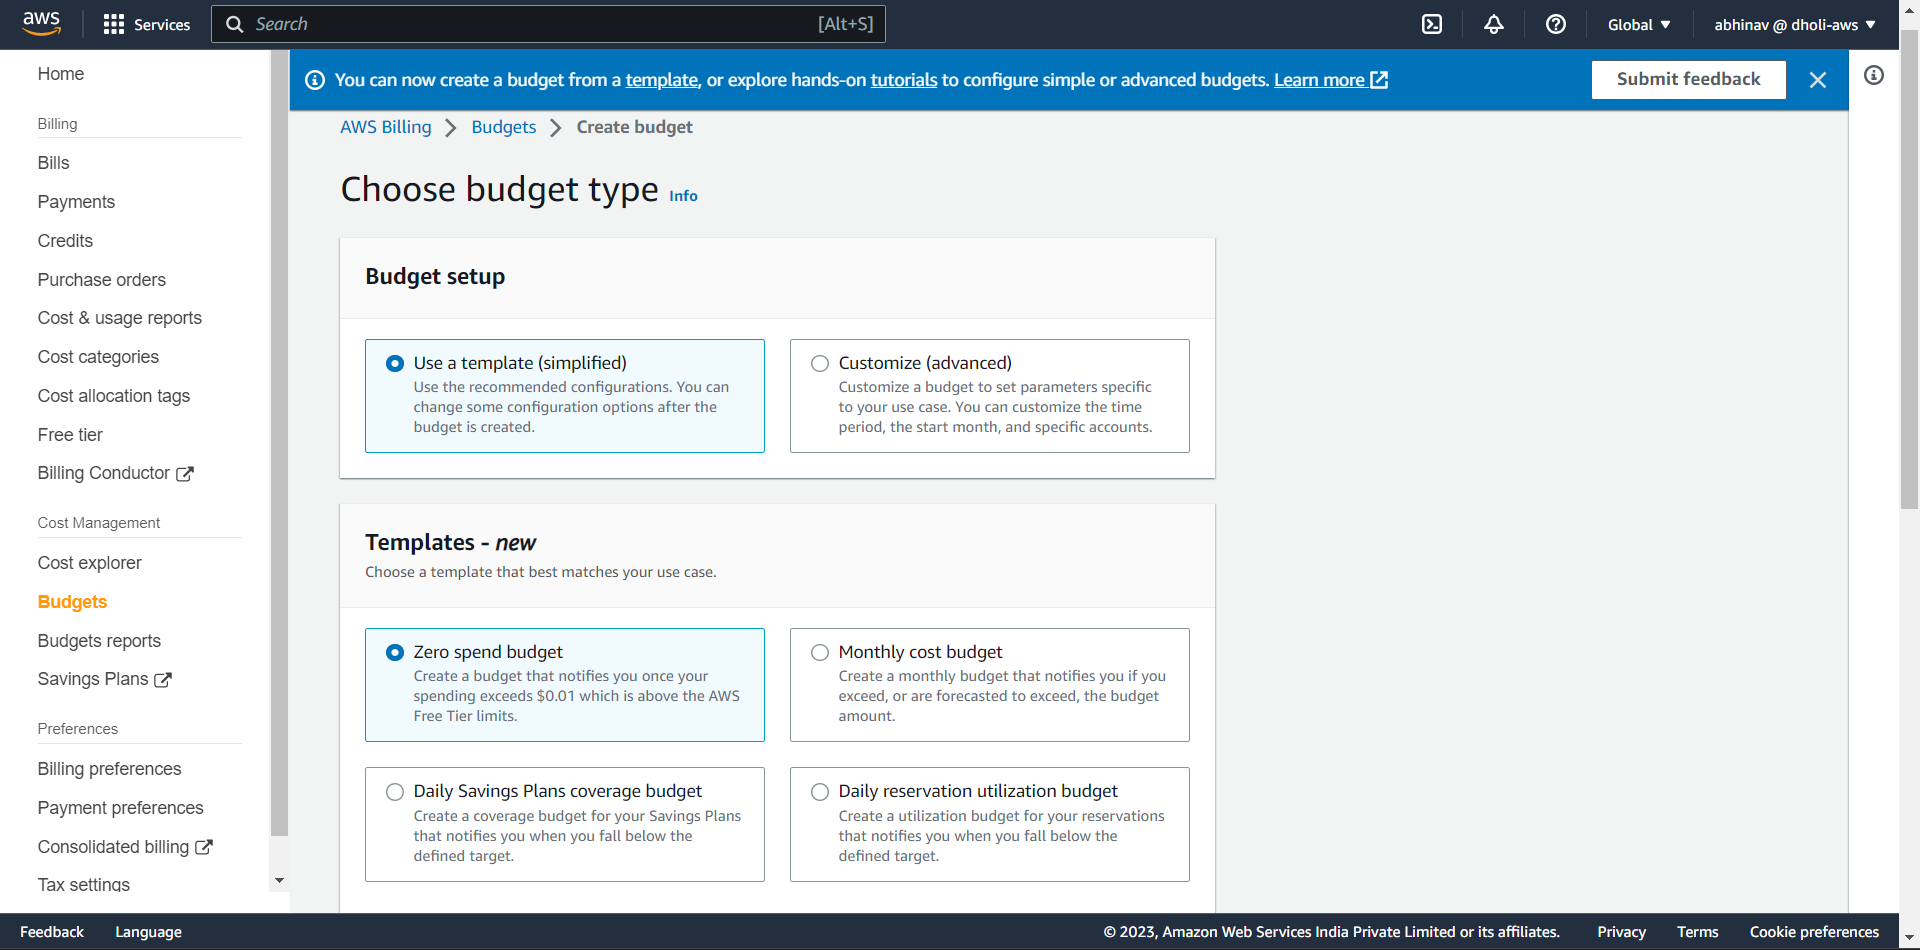 aws
Services
Search [Alt+S]
Global
abhinav @ dholi-aws
Home
Billing
Bills
Payments
Credits
Purchase orders
Cost & usage reports
Cost categories
Cost allocation tags
Free tier
Billing Conductor
Cost Management
Cost explorer
Budgets
Budgets reports
Savings Plans
Preferences
Billing preferences
Payment preferences
Consolidated billing
Tax settings
You can now create a budget from a template, or explore hands-on tutorials to configure simple or advanced budgets. Learn more
Submit feedback
AWS Billing > Budgets > Create budget
Choose budget type Info
Budget setup
Use a template (simplified)
Use the recommended configurations. You can
change some configuration options after the
budget is created.
Customize (advanced)
Customize a budget to set parameters specific
to your use case. You can customize the time
period, the start month, and specific accounts.
Templates - new
Choose a template that best matches your use case.
Zero spend budget
Create a budget that notifies you once your
spending exceeds $0.01 which is above the AWS
Free Tier limits.
Monthly cost budget
Create a monthly budget that notifies you if you
exceed, or are forecasted to exceed, the budget
amount.
Daily Savings Plans coverage budget
Create a coverage budget for your Savings Plans
that notifies you when you fall below the
defined target.
Daily reservation utilization budget
Create a utilization budget for your reservations
that notifies you when you fall below the
defined target.
Feedback
Language
© 2023, Amazon Web Services India Private Limited or its affiliates.
Privacy
Terms
Cookie preferences